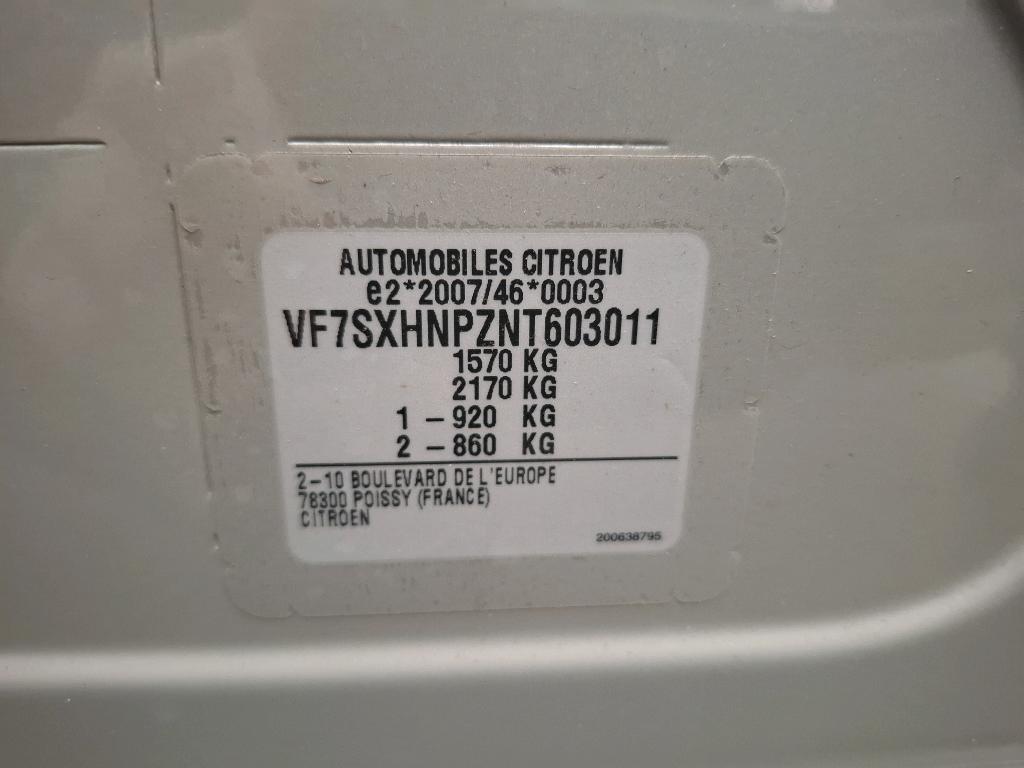 AUTOMOBILES CITROEN
e2*2007/46*0003
VF7SXHNPZNT603011
1570 KG
2170 KG
1 - 920 KG
2 - 860 KG
2-10 BOULEVARD DE L'EUROPE
78300 POISSY (FRANCE)
CITROEN
200638795